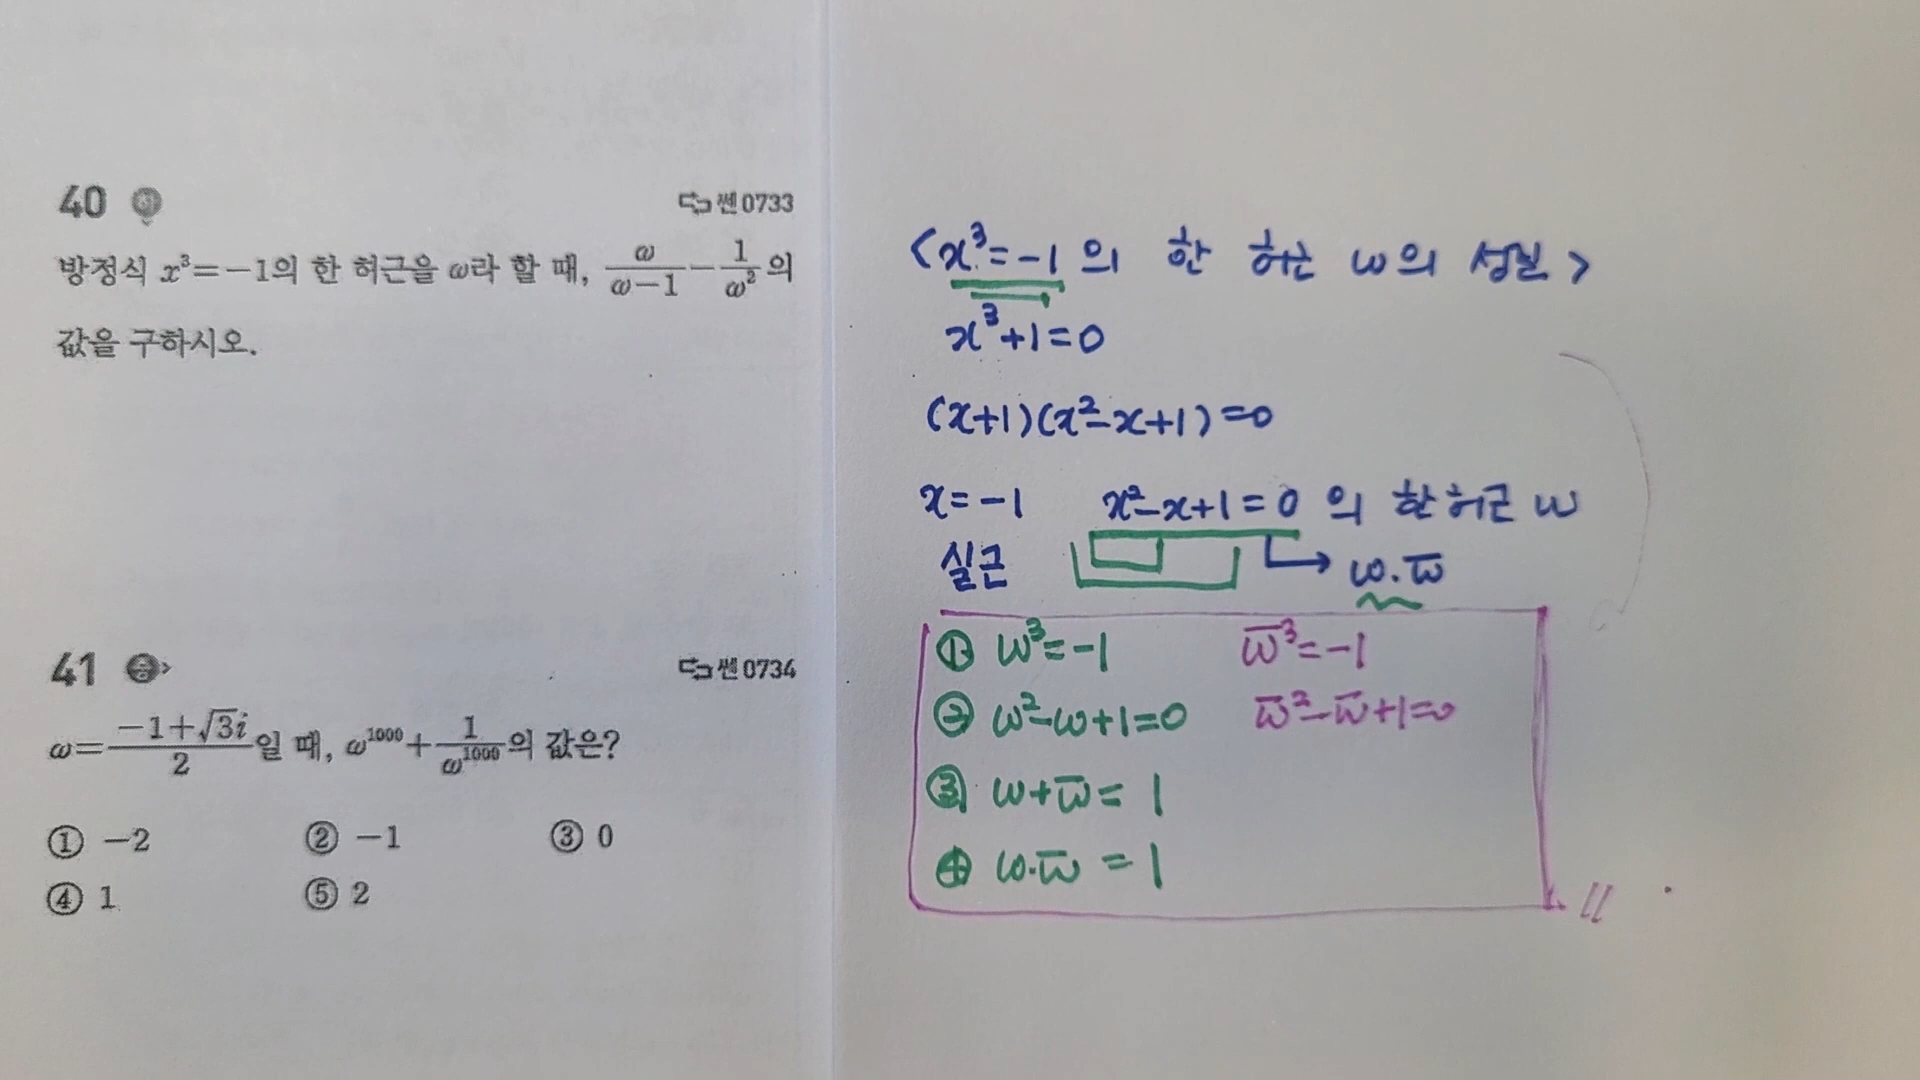 40 쎈 0733
방정식 x³=-1의 한 허근을 ω라 할 때, ω/(ω-1) - 1/ω² 의
값을 구하시오.
41 쎈 0734
ω=(-1+√3i)/2 일 때, ω¹⁰⁰⁰+1/ω¹⁰⁰⁰ 의 값은?
① -2 ② -1 ③ 0
④ 1 ⑤ 2
<x³=-1의 한 허근 ω의 성질>
x³+1=0
(x+1)(x²-x+1)=0
x=-1 x²-x+1=0 의 한 허근 ω
실근 ω.ω̅
① ω³=-1 ω̅³=-1
② ω²-ω+1=0 ω̅²-ω̅+1=0
③ ω+ω̅=1
④ ω·ω̅=1